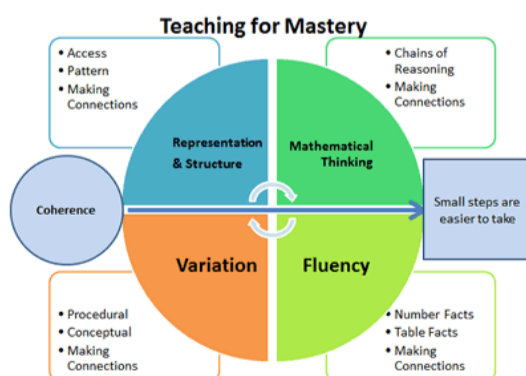 Teaching for Mastery
• Access
• Pattern
• Making
Connections
• Chains of
Reasoning
• Making
Connections
Representation
& Structure
Mathematical
Thinking
Coherence
Small steps are
easier to take
Variation
Fluency
• Procedural
• Conceptual
• Making
Connections
• Number Facts
• Table Facts
• Making
Connections